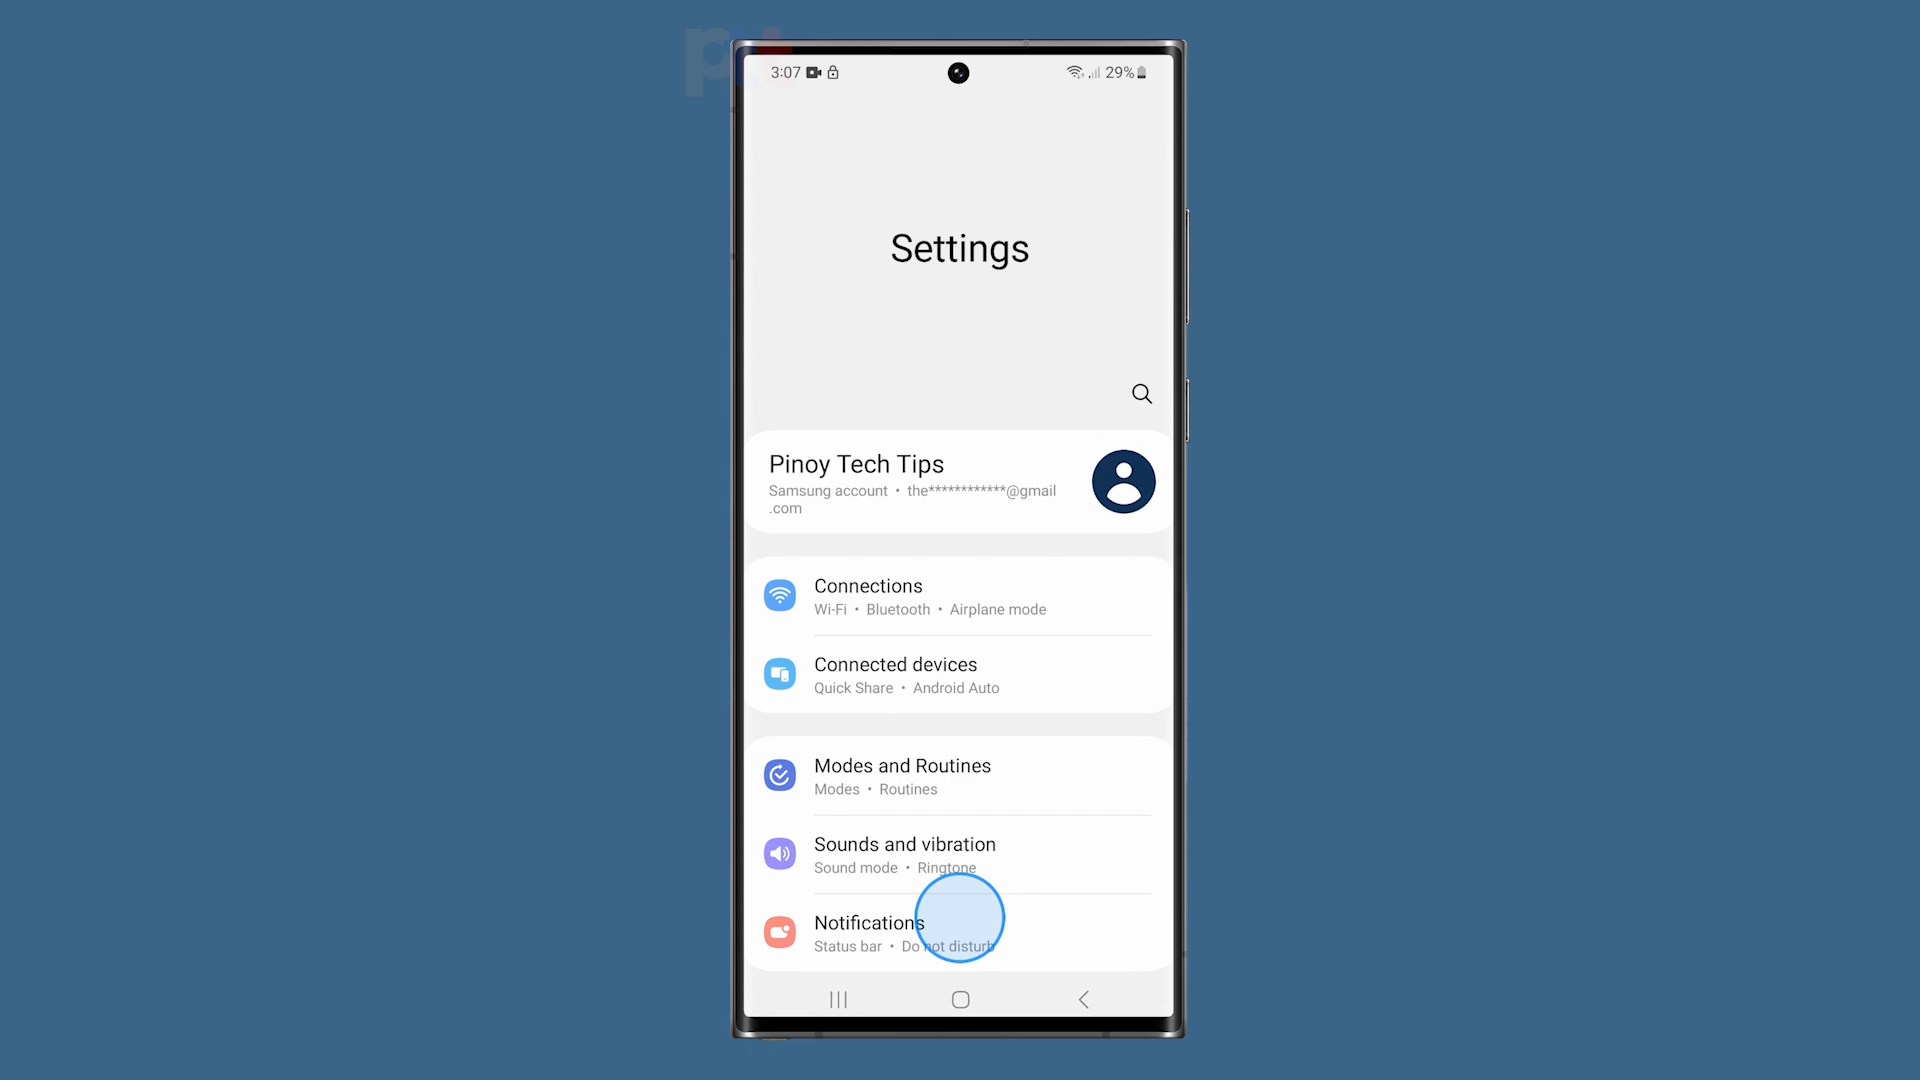 3:07
29%
Settings
Pinoy Tech Tips
Samsung account • the************@gmail
.com
Connections
Wi-Fi • Bluetooth • Airplane mode
Connected devices
Quick Share • Android Auto
Modes and Routines
Modes • Routines
Sounds and vibration
Sound mode • Ringtone
Notifications
Status bar • Do not disturb